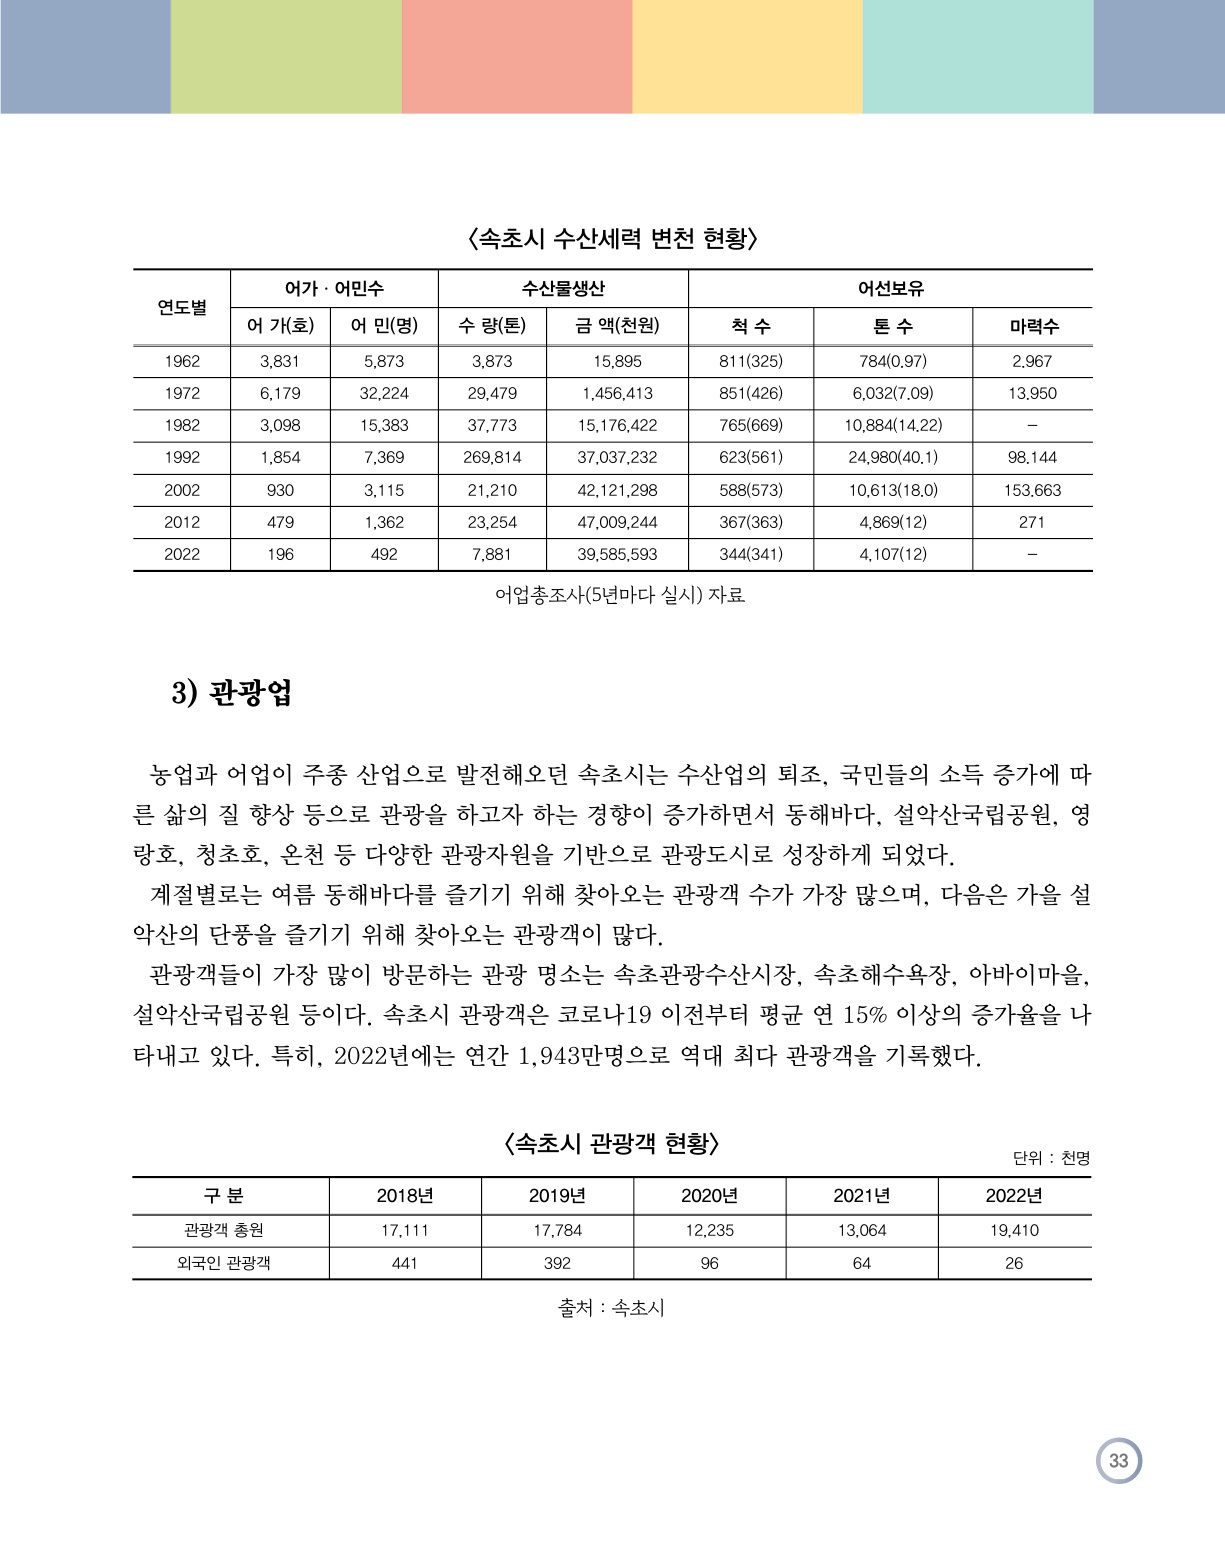 〈속초시 수산세력 변천 현황〉
연도별 어가 · 어민수 수산물생산 어선보유
어 가(호) 어 민(명) 수 량(톤) 금 액(천원) 척 수 톤 수 마력수
1962 3,831 5,873 3,873 15,895 811(325) 784(0.97) 2.967
1972 6,179 32,224 29,479 1,456,413 851(426) 6,032(7.09) 13.950
1982 3,098 15,383 37,773 15,176,422 765(669) 10,884(14.22) –
1992 1,854 7,369 269,814 37,037,232 623(561) 24,980(40.1) 98.144
2002 930 3,115 21,210 42,121,298 588(573) 10,613(18.0) 153.663
2012 479 1,362 23,254 47,009,244 367(363) 4,869(12) 271
2022 196 492 7,881 39,585,593 344(341) 4,107(12) –
어업총조사(5년마다 실시) 자료
3) 관광업
농업과 어업이 주종 산업으로 발전해오던 속초시는 수산업의 퇴조, 국민들의 소득 증가에 따
른 삶의 질 향상 등으로 관광을 하고자 하는 경향이 증가하면서 동해바다, 설악산국립공원, 영
랑호, 청초호, 온천 등 다양한 관광자원을 기반으로 관광도시로 성장하게 되었다.
계절별로는 여름 동해바다를 즐기기 위해 찾아오는 관광객 수가 가장 많으며, 다음은 가을 설
악산의 단풍을 즐기기 위해 찾아오는 관광객이 많다.
관광객들이 가장 많이 방문하는 관광 명소는 속초관광수산시장, 속초해수욕장, 아바이마을,
설악산국립공원 등이다. 속초시 관광객은 코로나19 이전부터 평균 연 15% 이상의 증가율을 나
타내고 있다. 특히, 2022년에는 연간 1,943만명으로 역대 최다 관광객을 기록했다.
〈속초시 관광객 현황〉
단위 : 천명
구 분 2018년 2019년 2020년 2021년 2022년
관광객 총원 17,111 17,784 12,235 13,064 19,410
외국인 관광객 441 392 96 64 26
출처 : 속초시
33